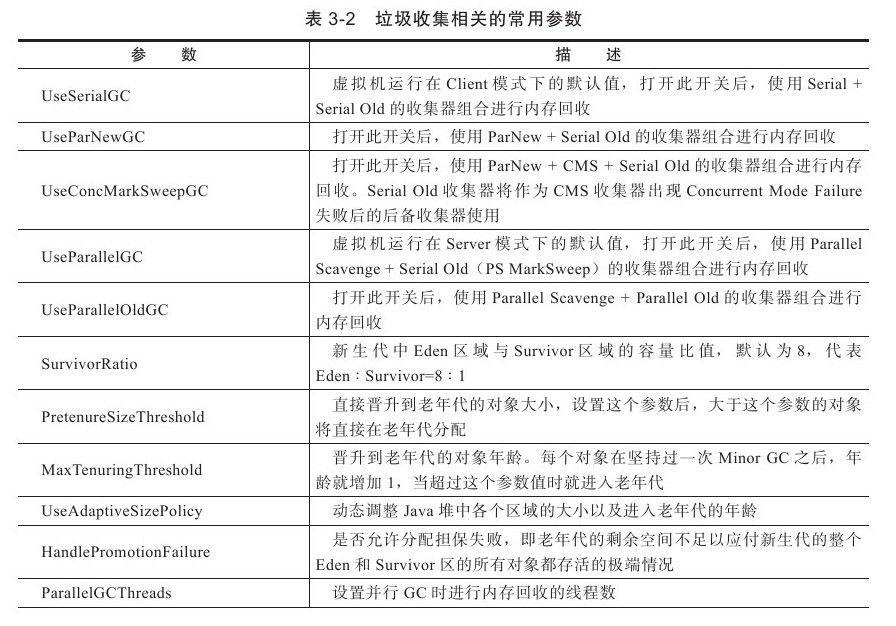 表 3-2 垃圾收集相关的常用参数
参 数 描 述
UseSerialGC
虚拟机运行在 Client 模式下的默认值，打开此开关后，使用 Serial +
Serial Old 的收集器组合进行内存回收
UseParNewGC
打开此开关后，使用 ParNew + Serial Old 的收集器组合进行内存回收
UseConcMarkSweepGC
打开此开关后，使用 ParNew + CMS + Serial Old 的收集器组合进行内存
回收。Serial Old 收集器将作为 CMS 收集器出现 Concurrent Mode Failure
失败后的后备收集器使用
UseParallelGC
虚拟机运行在 Server 模式下的默认值，打开此开关后，使用 Parallel
Scavenge + Serial Old（PS MarkSweep）的收集器组合进行内存回收
UseParallelOldGC
打开此开关后，使用 Parallel Scavenge + Parallel Old 的收集器组合进行
内存回收
SurvivorRatio
新生代中 Eden 区域与 Survivor 区域的容量比值，默认为 8，代表
Eden：Survivor=8：1
PretenureSizeThreshold
直接晋升到老年代的对象大小，设置这个参数后，大于这个参数的对象
将直接在老年代分配
MaxTenuringThreshold
晋升到老年代的对象年龄。每个对象在坚持过一次 Minor GC 之后，年
龄就增加 1，当超过这个参数值时就进入老年代
UseAdaptiveSizePolicy
动态调整 Java 堆中各个区域的大小以及进入老年代的年龄
HandlePromotionFailure
是否允许分配担保失败，即老年代的剩余空间不足以应付新生代的整个
Eden 和 Survivor 区的所有对象都存活的极端情况
ParallelGCThreads
设置并行 GC 时进行内存回收的线程数